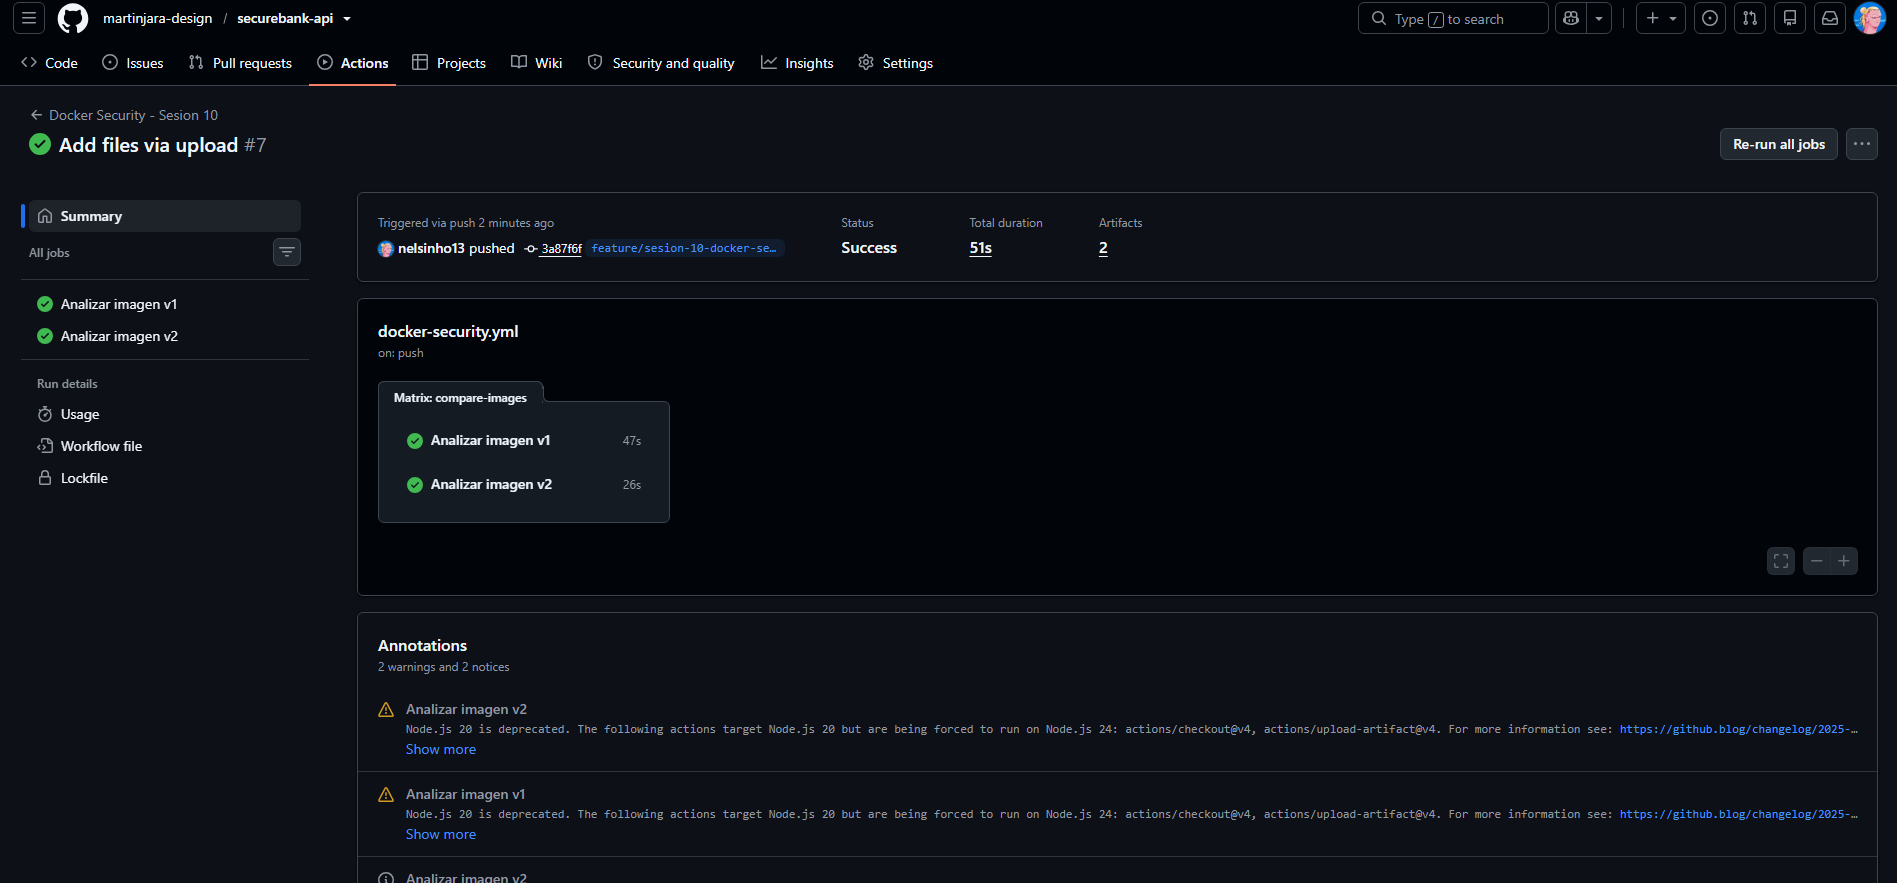 martinjara-design / securebank-api
Type / to search
Code
Issues
Pull requests
Actions
Projects
Wiki
Security and quality
Insights
Settings
Docker Security - Sesion 10
Add files via upload #7
Re-run all jobs
Summary
All jobs
Analizar imagen v1
Analizar imagen v2
Run details
Usage
Workflow file
Lockfile
Triggered via push 2 minutes ago
nelsinho13 pushed 3a87f6f feature/sesion-10-docker-se…
Status
Success
Total duration
51s
Artifacts
2
docker-security.yml
on: push
Matrix: compare-images
Analizar imagen v1 47s
Analizar imagen v2 26s
Annotations
2 warnings and 2 notices
Analizar imagen v2
Node.js 20 is deprecated. The following actions target Node.js 20 but are being forced to run on Node.js 24: actions/checkout@v4, actions/upload-artifact@v4. For more information see: https://github.blog/changelog/2025-…
Show more
Analizar imagen v1
Node.js 20 is deprecated. The following actions target Node.js 20 but are being forced to run on Node.js 24: actions/checkout@v4, actions/upload-artifact@v4. For more information see: https://github.blog/changelog/2025-…
Show more
Analizar imagen v2